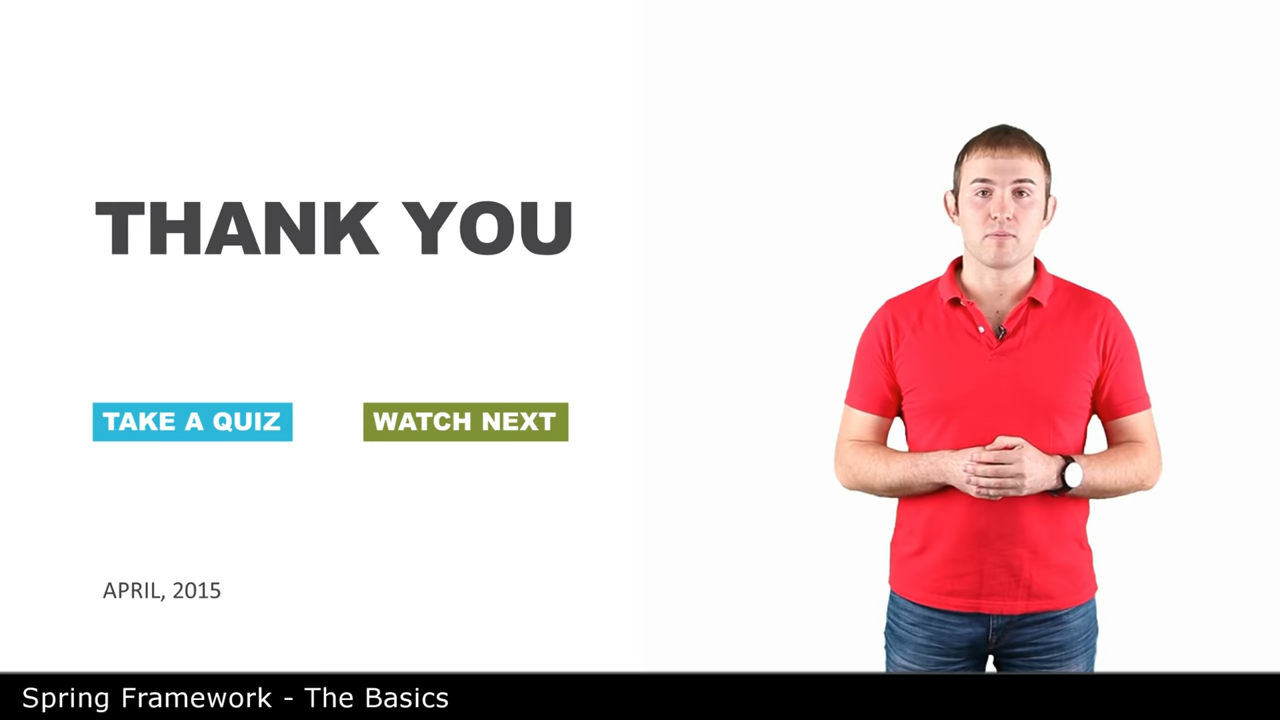 THANK YOU
TAKE A QUIZ
WATCH NEXT
APRIL, 2015
Spring Framework - The Basics